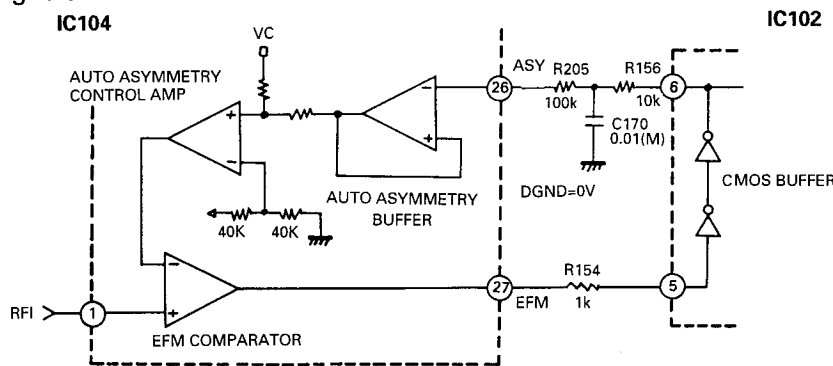 IC104
IC102
VC
AUTO ASYMMETRY
CONTROL AMP
26
ASY
R205
100k
R156
10k
6
C170
0.01(M)
AUTO ASYMMETRY
BUFFER
DGND=0V
CMOS BUFFER
40K
40K
RFI
1
EFM COMPARATOR
27
EFM
R154
1k
5